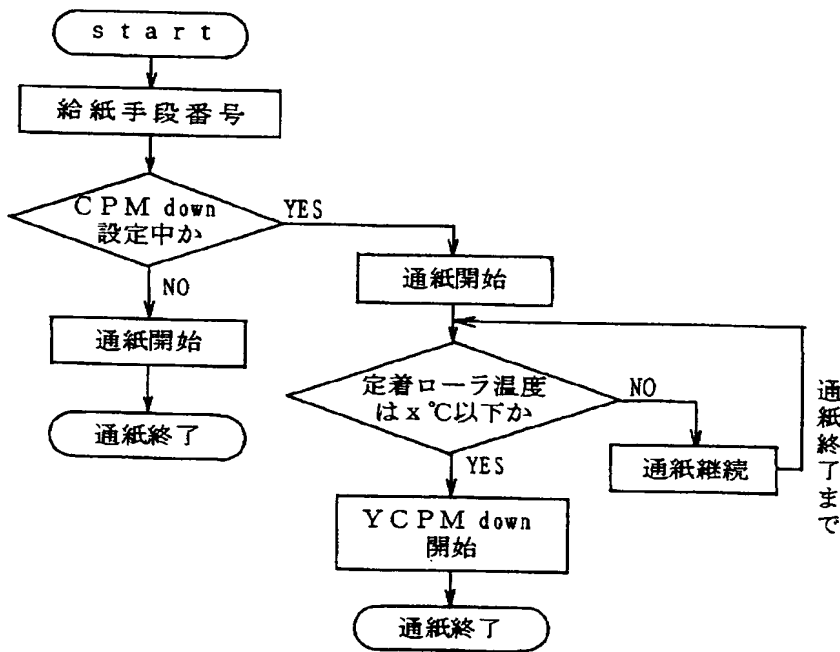 start
給紙手段番号
CPM down
設定中か
YES
NO
通紙開始
通紙終了
通紙開始
定着ローラ温度
はx℃以下か
NO
通紙継続
通紙終了まで
YES
YCPM down
開始
通紙終了